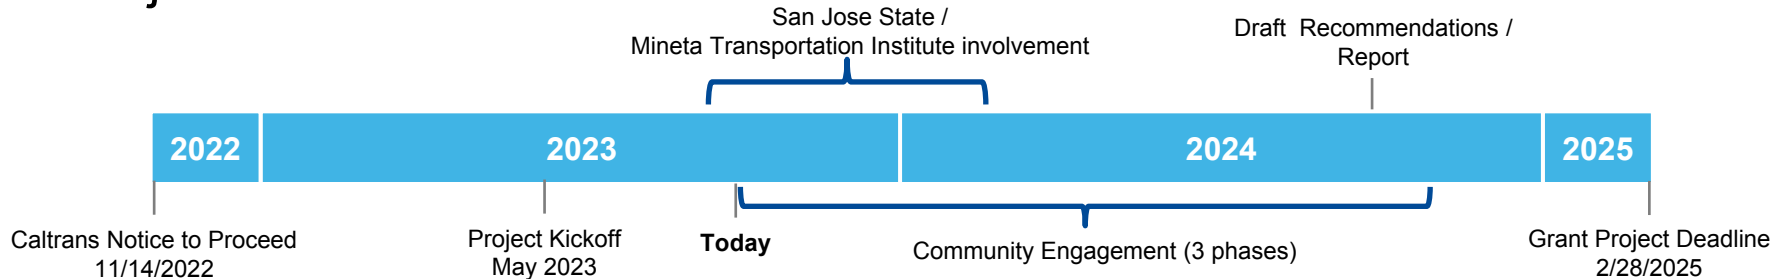 San Jose State /
Mineta Transportation Institute involvement
Draft Recommendations /
Report
2022
2023
2024
2025
Caltrans Notice to Proceed
11/14/2022
Project Kickoff
May 2023
Today
Community Engagement (3 phases)
Grant Project Deadline
2/28/2025